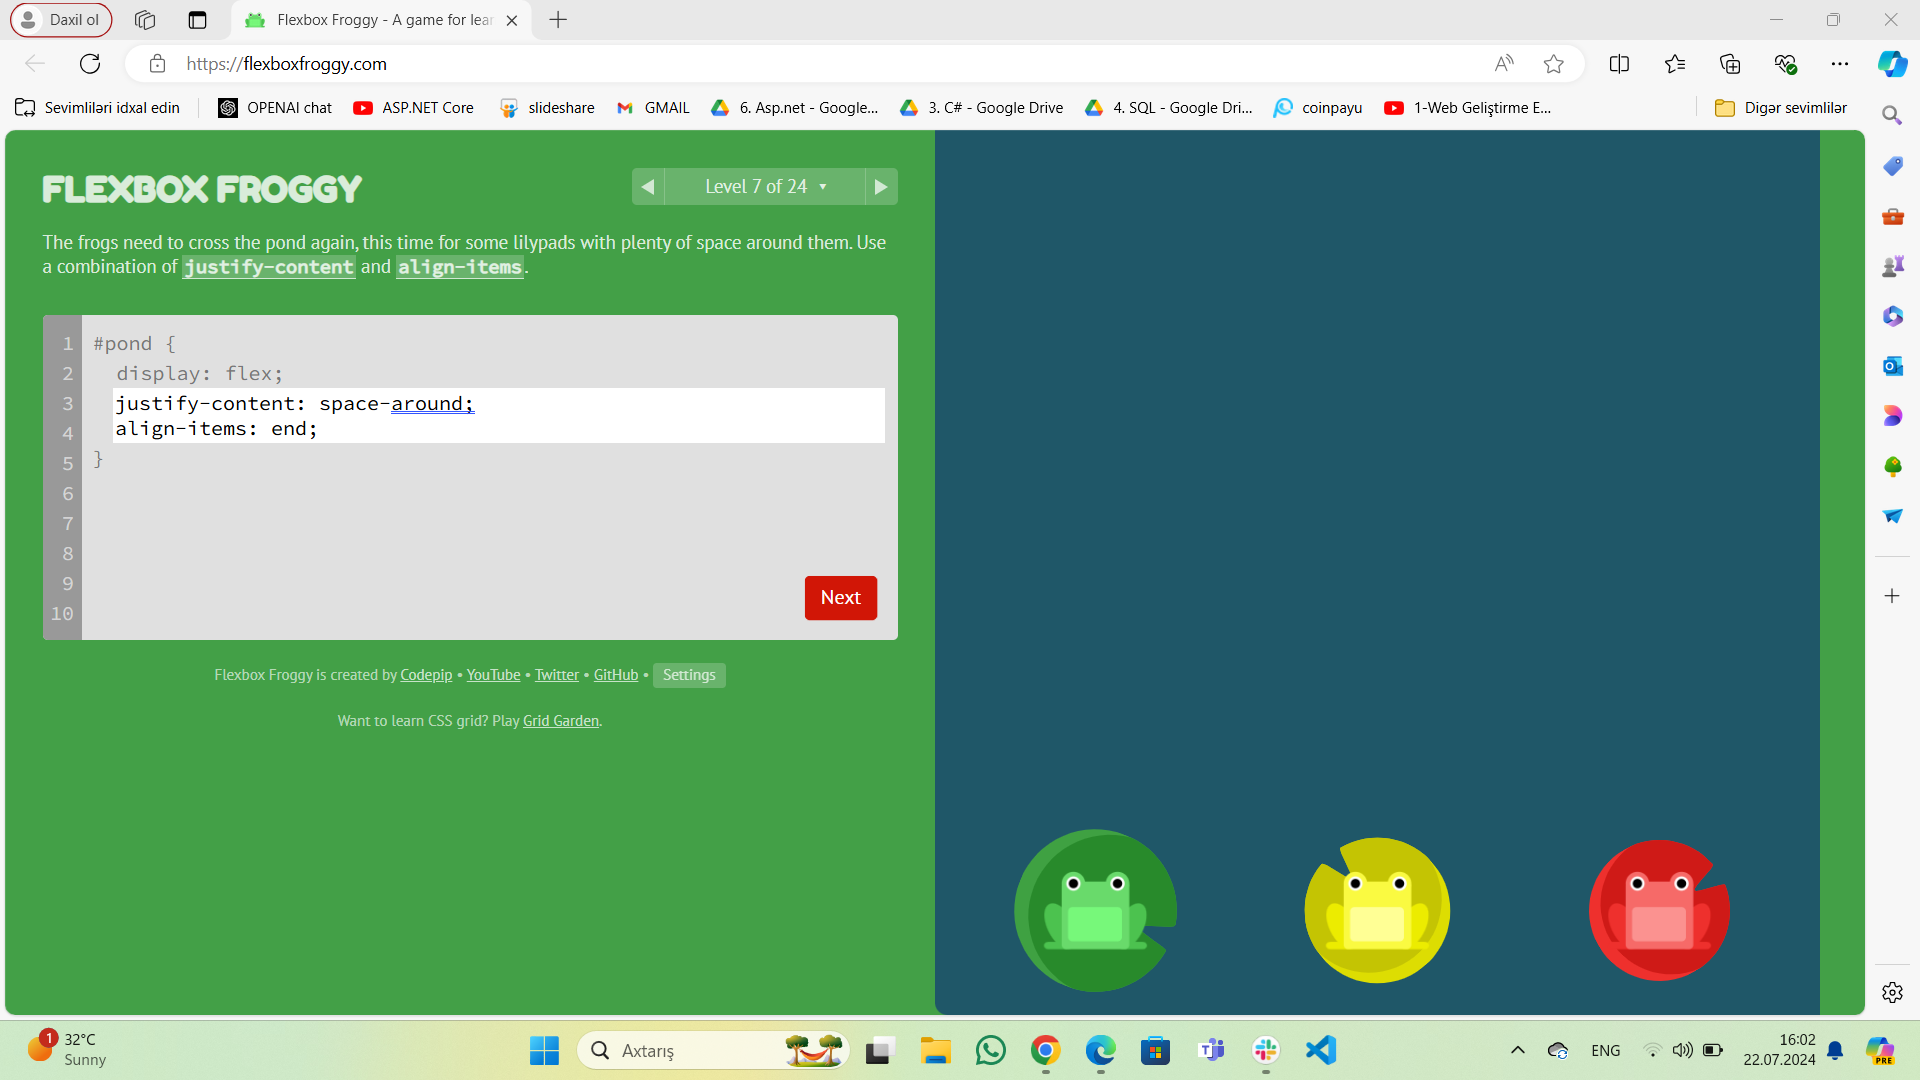 Daxil ol
Flexbox Froggy - A game for lear
https://flexboxfroggy.com
Sevimliləri idxal edin
OPENAI chat
ASP.NET Core
slideshare
GMAIL
6. Asp.net - Google...
3. C# - Google Drive
4. SQL - Google Dri...
coinpayu
1-Web Geliştirme E...
Digər sevimlilər
FLEXBOX FROGGY
Level 7 of 24
The frogs need to cross the pond again, this time for some lilypads with plenty of space around them. Use
a combination of justify-content and align-items.
1 #pond {
2 display: flex;
3 justify-content: space-around;
4 align-items: end;
5 }
6
7
8
9
10
Next
Flexbox Froggy is created by Codepip • YouTube • Twitter • GitHub • Settings
Want to learn CSS grid? Play Grid Garden.
1
32°C
Sunny
Axtarış
ENG
16:02
22.07.2024
PRE